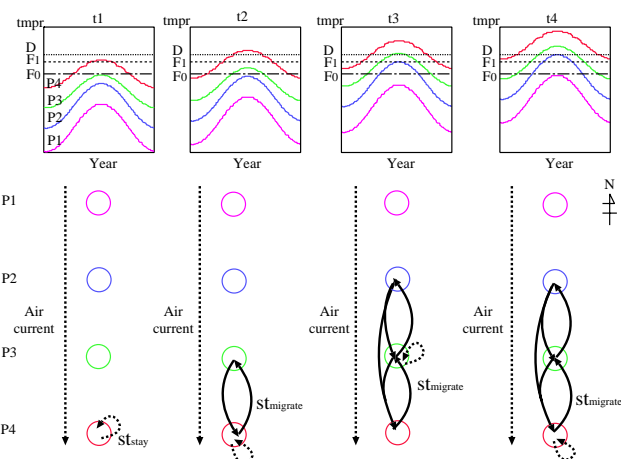 tmpr t1
D
F1
F0
P4
P3
P2
P1
Year
tmpr t2
D
F1
F0
Year
tmpr t3
D
F1
F0
Year
tmpr t4
D
F1
F0
Year
P1
P2
P3
P4
Air
current
ststay
Air
current
stmigrate
Air
current
stmigrate
Air
current
stmigrate
N